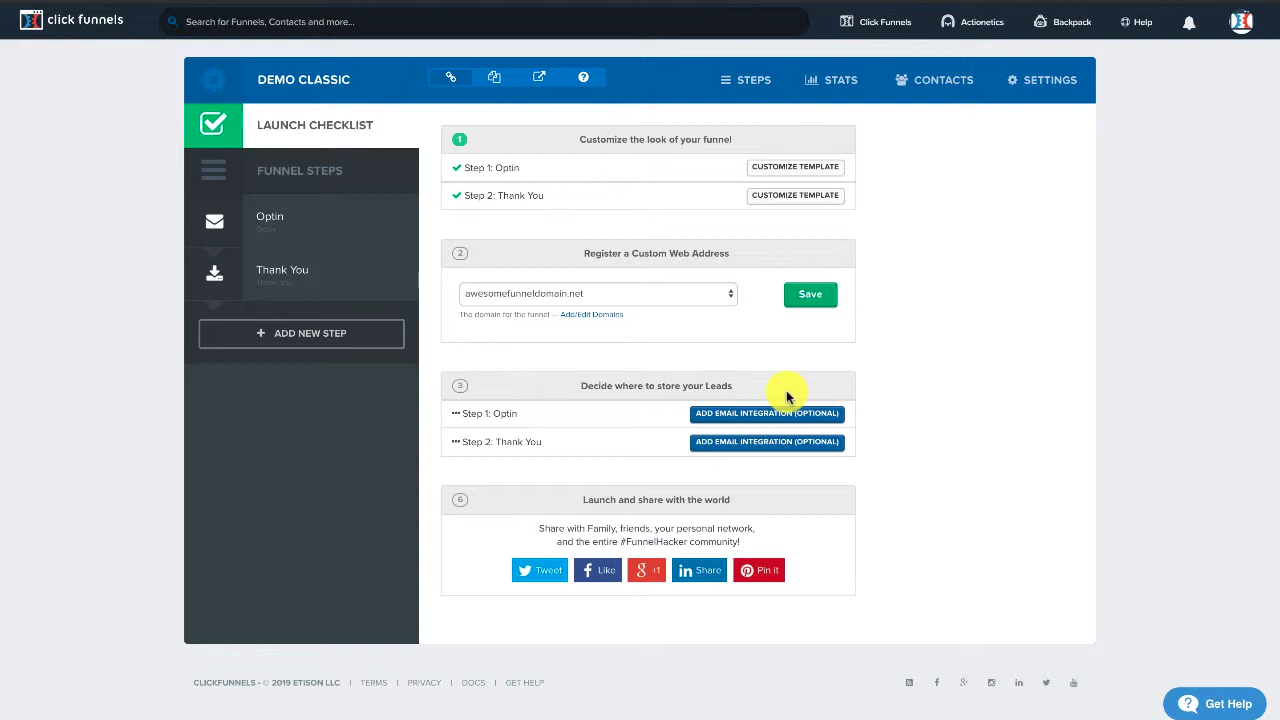 click funnels
Search for Funnels, Contacts and more...
Click Funnels
Actionetics
Backpack
Help
DEMO CLASSIC
STEPS
STATS
CONTACTS
SETTINGS
LAUNCH CHECKLIST
FUNNEL STEPS
Optin
Optin
Thank You
Thank You
+ ADD NEW STEP
1 Customize the look of your funnel
Step 1: Optin CUSTOMIZE TEMPLATE
Step 2: Thank You CUSTOMIZE TEMPLATE
2 Register a Custom Web Address
awesomefunneldomain.net Save
The domain for the funnel — Add/Edit Domains
3 Decide where to store your Leads
Step 1: Optin ADD EMAIL INTEGRATION (OPTIONAL)
Step 2: Thank You ADD EMAIL INTEGRATION (OPTIONAL)
6 Launch and share with the world
Share with Family, friends, your personal network,
and the entire #FunnelHacker community!
Tweet Like +1 Share Pin it
CLICKFUNNELS - © 2019 ETISON LLC | TERMS | PRIVACY | DOCS | GET HELP
? Get Help